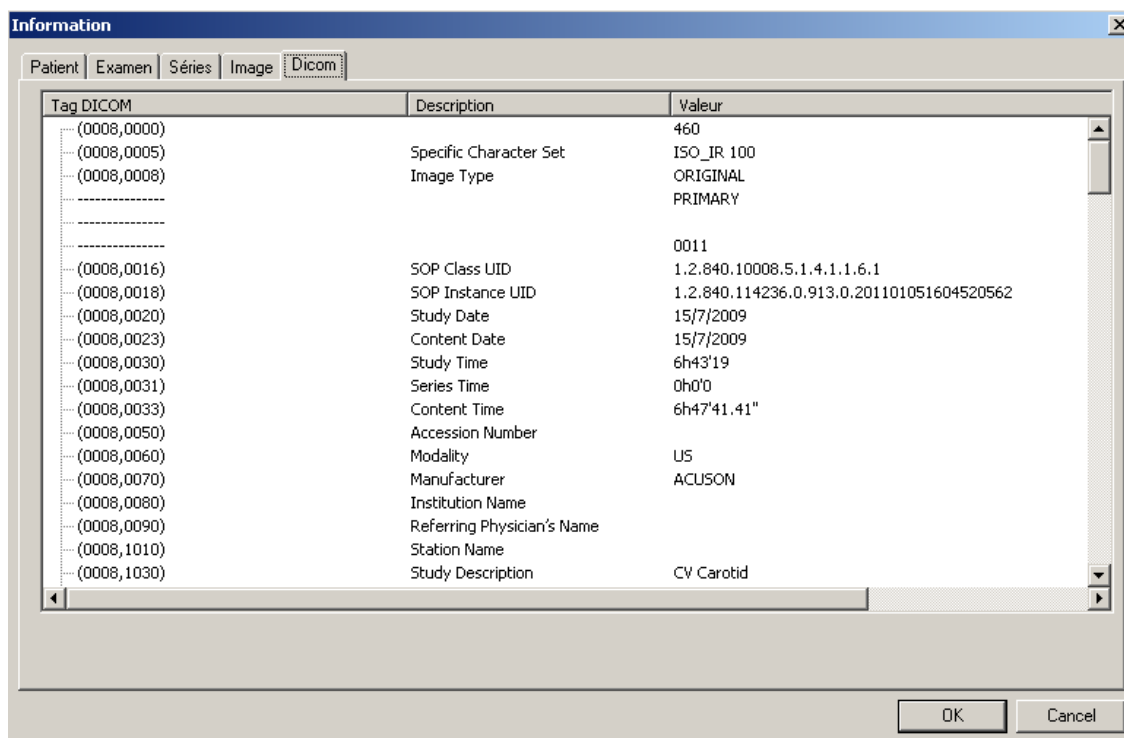 Information
Patient Examen Séries Image Dicom
Tag DICOM Description Valeur
(0008,0000) 460
(0008,0005) Specific Character Set ISO_IR 100
(0008,0008) Image Type ORIGINAL
--------------- PRIMARY
---------------
--------------- 0011
(0008,0016) SOP Class UID 1.2.840.10008.5.1.4.1.1.6.1
(0008,0018) SOP Instance UID 1.2.840.114236.0.913.0.201101051604520562
(0008,0020) Study Date 15/7/2009
(0008,0023) Content Date 15/7/2009
(0008,0030) Study Time 6h43'19
(0008,0031) Series Time 0h0'0
(0008,0033) Content Time 6h47'41.41"
(0008,0050) Accession Number
(0008,0060) Modality US
(0008,0070) Manufacturer ACUSON
(0008,0080) Institution Name
(0008,0090) Referring Physician's Name
(0008,1010) Station Name
(0008,1030) Study Description CV Carotid
OK Cancel